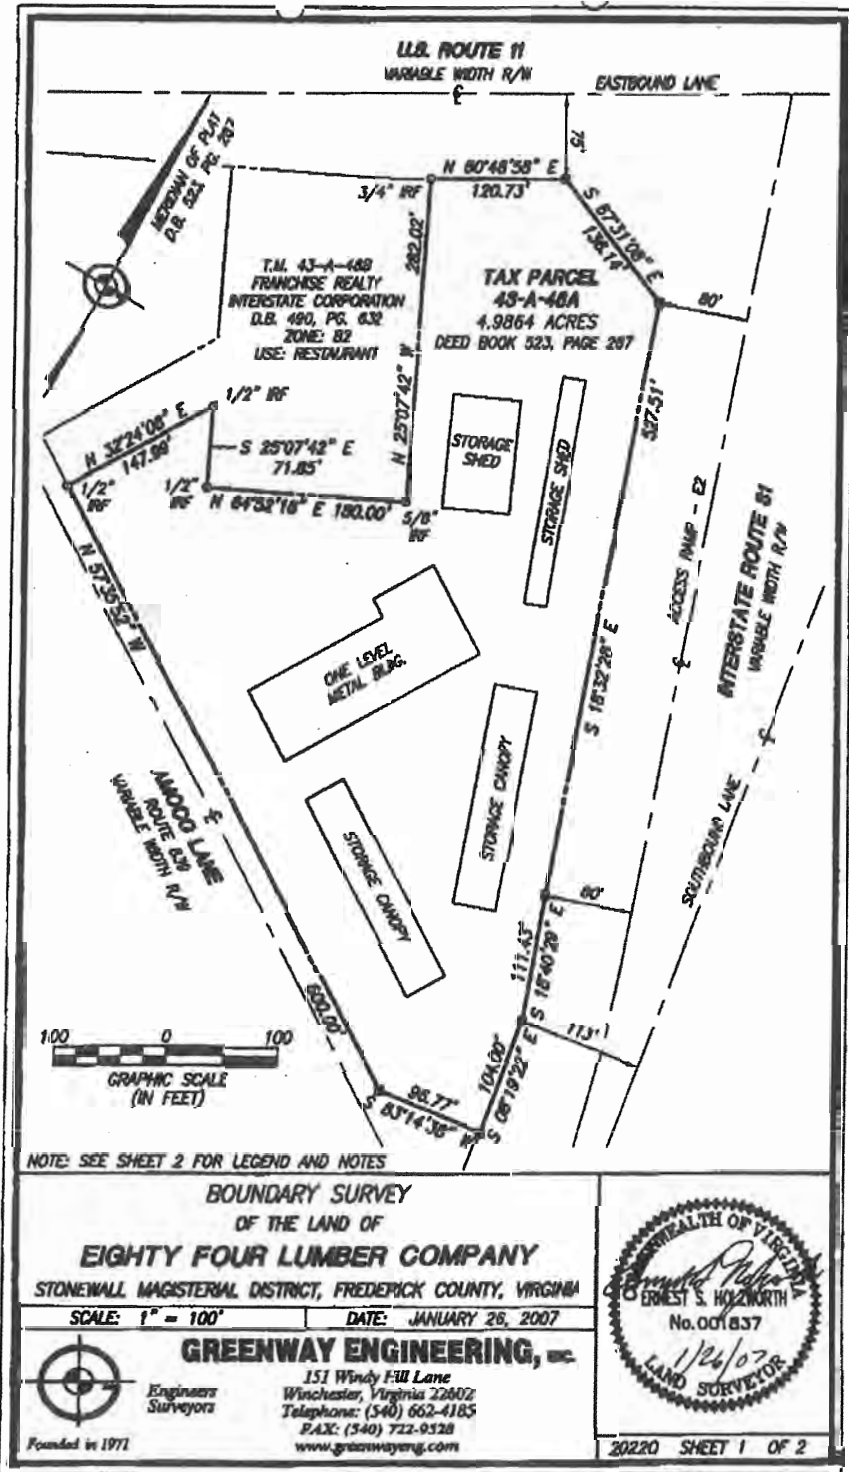 U.S. ROUTE 11
VARIABLE WIDTH R/W
EASTBOUND LANE
MERIDIAN OF PLAT
D.B. 523, PG. 267
75'
N 60°48'58" E
120.73'
3/4" IRF
S 67°31'08" E
138.14'
80'
282.02'
N 25°07'42" W
T.M. 43-A-48B
FRANCHISE REALTY
INTERSTATE CORPORATION
D.B. 490, PG. 632
ZONE: B2
USE: RESTAURANT
TAX PARCEL
43-A-48A
4.9864 ACRES
DEED BOOK 523, PAGE 267
1/2" IRF
N 32°24'08" E
147.99'
S 25°07'42" E
71.85'
1/2"
IRF
1/2"
IRF
N 64°52'18" E 180.00'
5/8"
IRF
STORAGE
SHED
STORAGE SHED
527.51'
S 18°32'28" E
ACCESS RAMP - E2
INTERSTATE ROUTE 81
VARIABLE WIDTH R/W
N 57°35'52" W
600.00'
ONE LEVEL
METAL BLDG.
STORAGE CANOPY
STORAGE CANOPY
AMOCO LANE
ROUTE 839
VARIABLE WIDTH R/W
SOUTHBOUND LANE
111.43'
S 18°40'29" E
113'
104.00'
S 08°19'22" E
S 83°14'38" W
100 0 100
GRAPHIC SCALE
(IN FEET)
NOTE: SEE SHEET 2 FOR LEGEND AND NOTES
BOUNDARY SURVEY
OF THE LAND OF
EIGHTY FOUR LUMBER COMPANY
STONEWALL MAGISTERIAL DISTRICT, FREDERICK COUNTY, VIRGINIA
SCALE: 1" = 100' DATE: JANUARY 26, 2007
GREENWAY ENGINEERING, INC.
151 Windy Hill Lane
Engineers
Surveyors
Winchester, Virginia 22602
Telephone: (540) 662-4185
FAX: (540) 722-9528
www.greenwayeng.com
Founded in 1971
COMMONWEALTH OF VIRGINIA
ERNEST S. HOLZWORTH
No. 001837
1/26/07
LAND SURVEYOR
2022O SHEET 1 OF 2